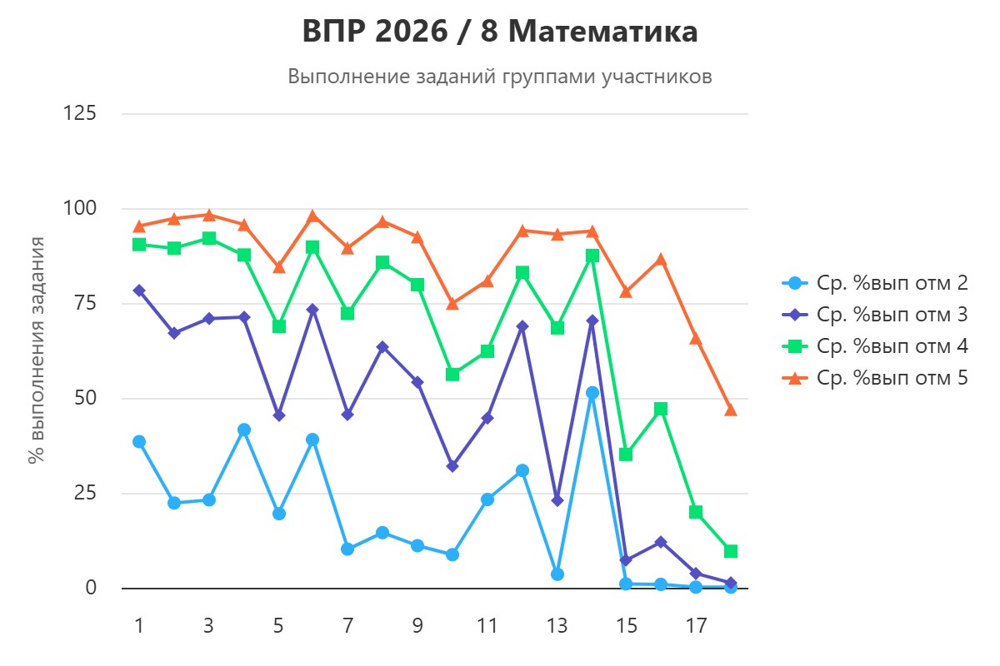 ВПР 2026 / 8 Математика
Выполнение заданий группами участников
% выполнения задания
125
100
75
50
25
0
1 3 5 7 9 11 13 15 17
Ср. %вып отм 2
Ср. %вып отм 3
Ср. %вып отм 4
Ср. %вып отм 5